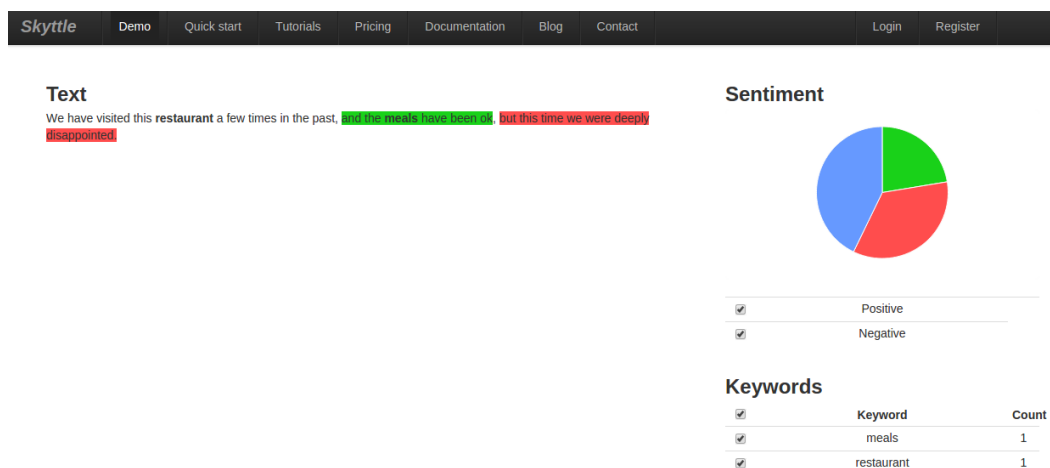 Skyttle Demo Quick start Tutorials Pricing Documentation Blog Contact Login Register
Text
We have visited this restaurant a few times in the past, and the meals have been ok, but this time we were deeply
disappointed.
Sentiment
Positive
Negative
Keywords
Keyword Count
meals 1
restaurant 1